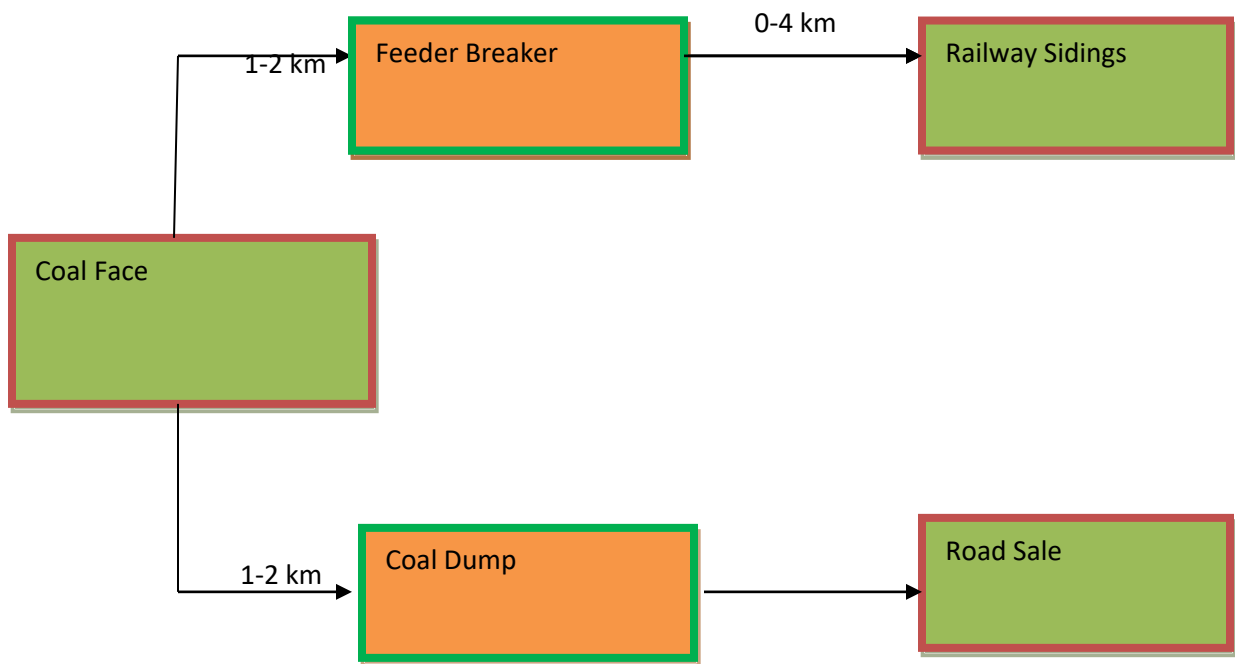 0-4 km
Feeder Breaker
Railway Sidings
1-2 km
Coal Face
Coal Dump
Road Sale
1-2 km